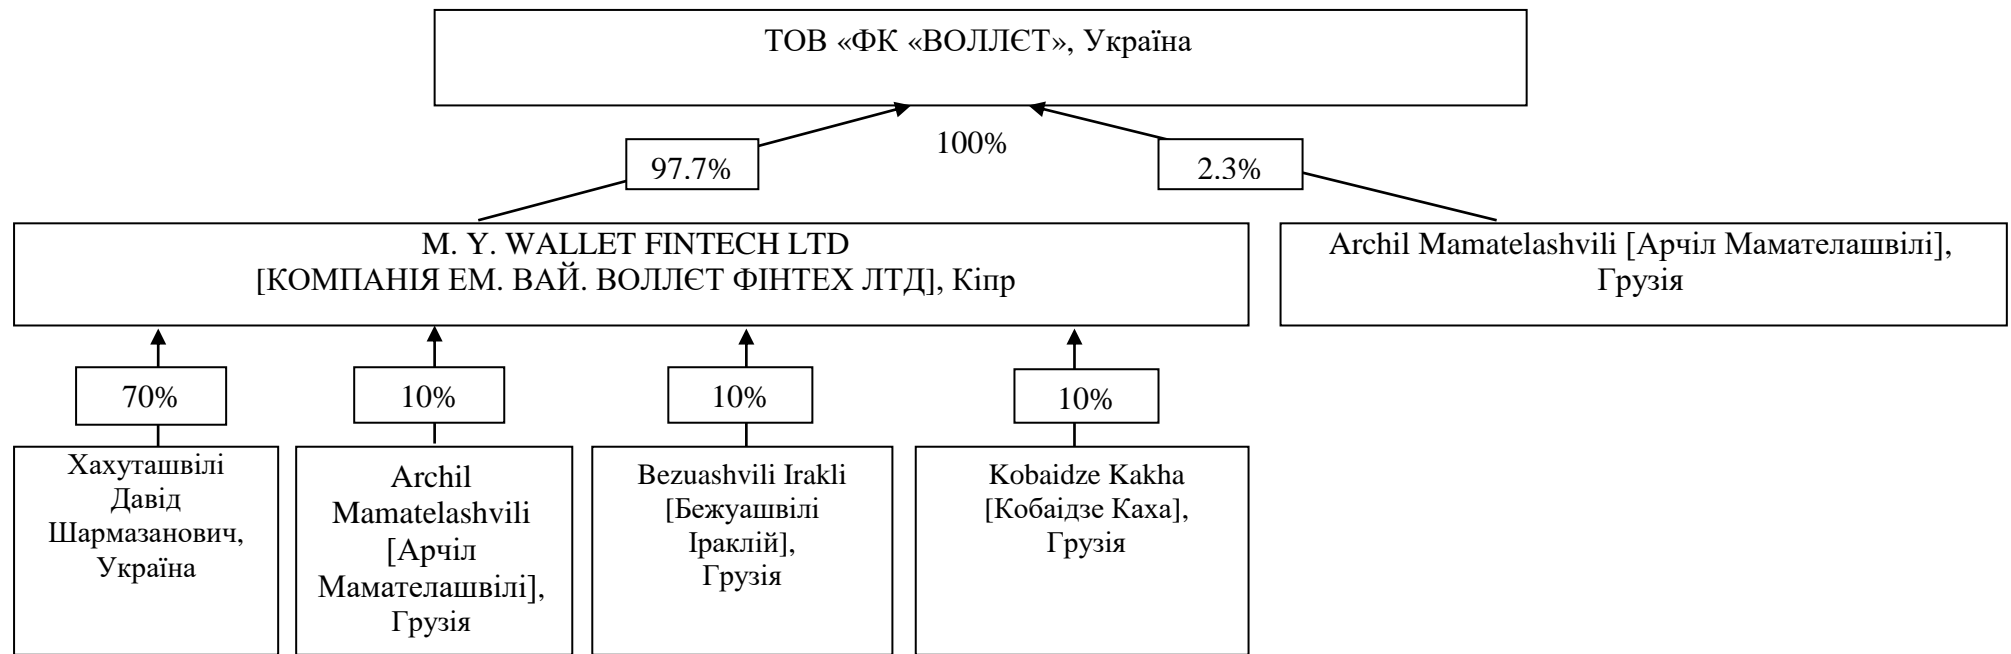 ТОВ «ФК «ВОЛЛЄТ», Україна
100%
97.7%
2.3%
M. Y. WALLET FINTECH LTD
[КОМПАНІЯ ЕМ. ВАЙ. ВОЛЛЄТ ФІНТЕХ ЛТД], Кіпр
Archil Mamatelashvili [Арчіл Мамателашвілі],
Грузія
70%
10%
10%
10%
Хахуташвілі
Давід
Шармазанович,
Україна
Archil
Mamatelashvili
[Арчіл
Мамателашвілі],
Грузія
Bezuashvili Irakli
[Бежуашвілі
Іраклій],
Грузія
Kobaidze Kakha
[Кобаідзе Каха],
Грузія